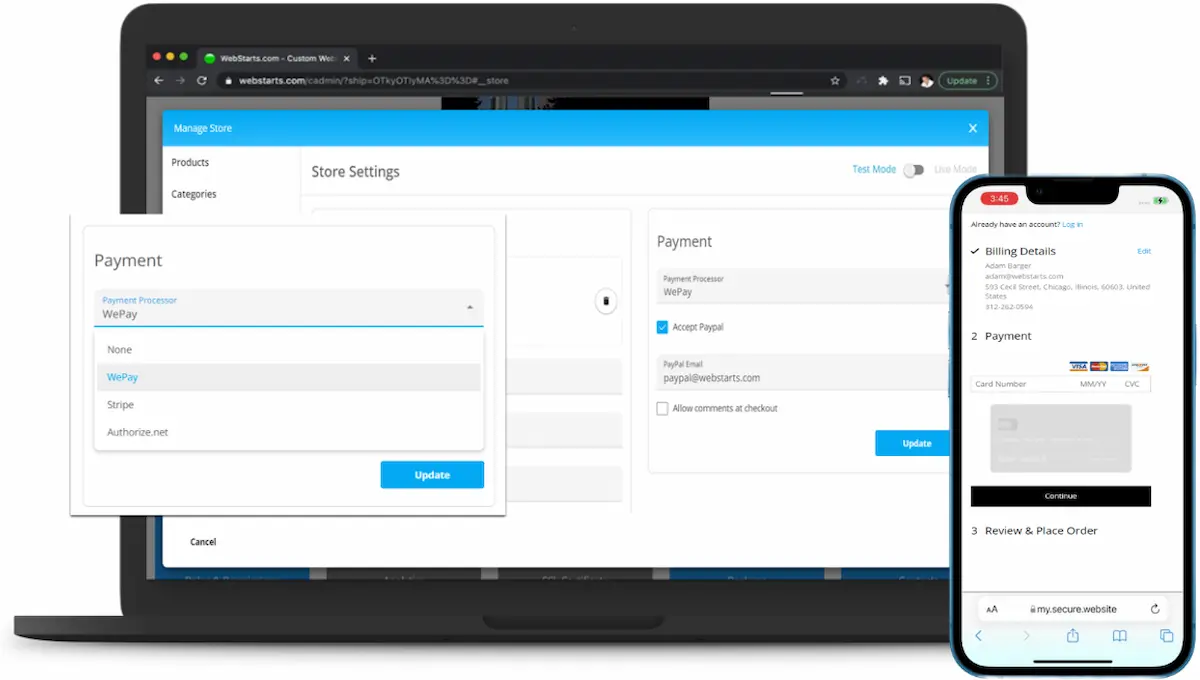 WebStarts.com - Custom Web
webstarts.com/cadmin/?ship=OTkyOTIyMA%3D%3D#__store
Update
Manage Store
X
Products
Categories
Store Settings
Test Mode
Live Mode
Payment
Payment Processor
WePay
None
WePay
Stripe
Authorize.net
Update
Payment
Payment Processor
WePay
Accept Paypal
PayPal Email
paypal@webstarts.com
Allow comments at checkout
Update
Cancel
3:45
Already have an account? Log in
Billing Details
Edit
Adam Barger
adam@webstarts.com
593 Cecil Street, Chicago, Illinois, 60603, United
States
312-262-0594
2 Payment
VISA
Card Number MM/YY CVC
Continue
3 Review & Place Order
AA my.secure.website